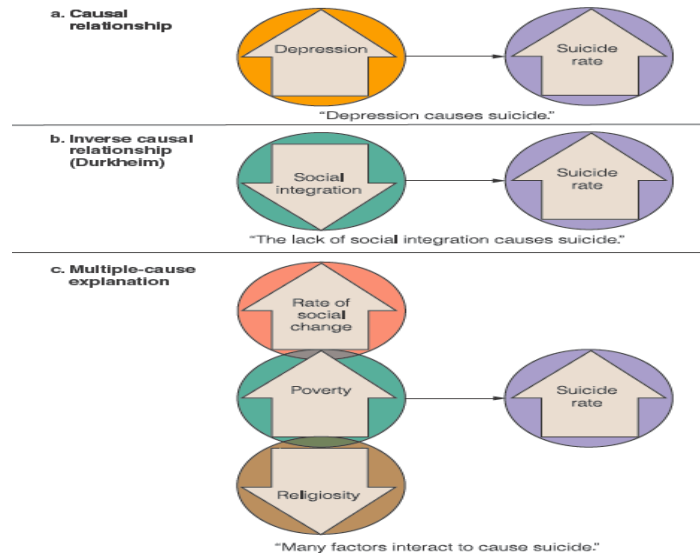 a. Causal
relationship
Depression
Suicide
rate
“Depression causes suicide.”
b. Inverse causal
relationship
(Durkheim)
Social
integration
Suicide
rate
“The lack of social integration causes suicide.”
c. Multiple-cause
explanation
Rate of
social
change
Poverty
Suicide
rate
Religiosity
“Many factors interact to cause suicide.”